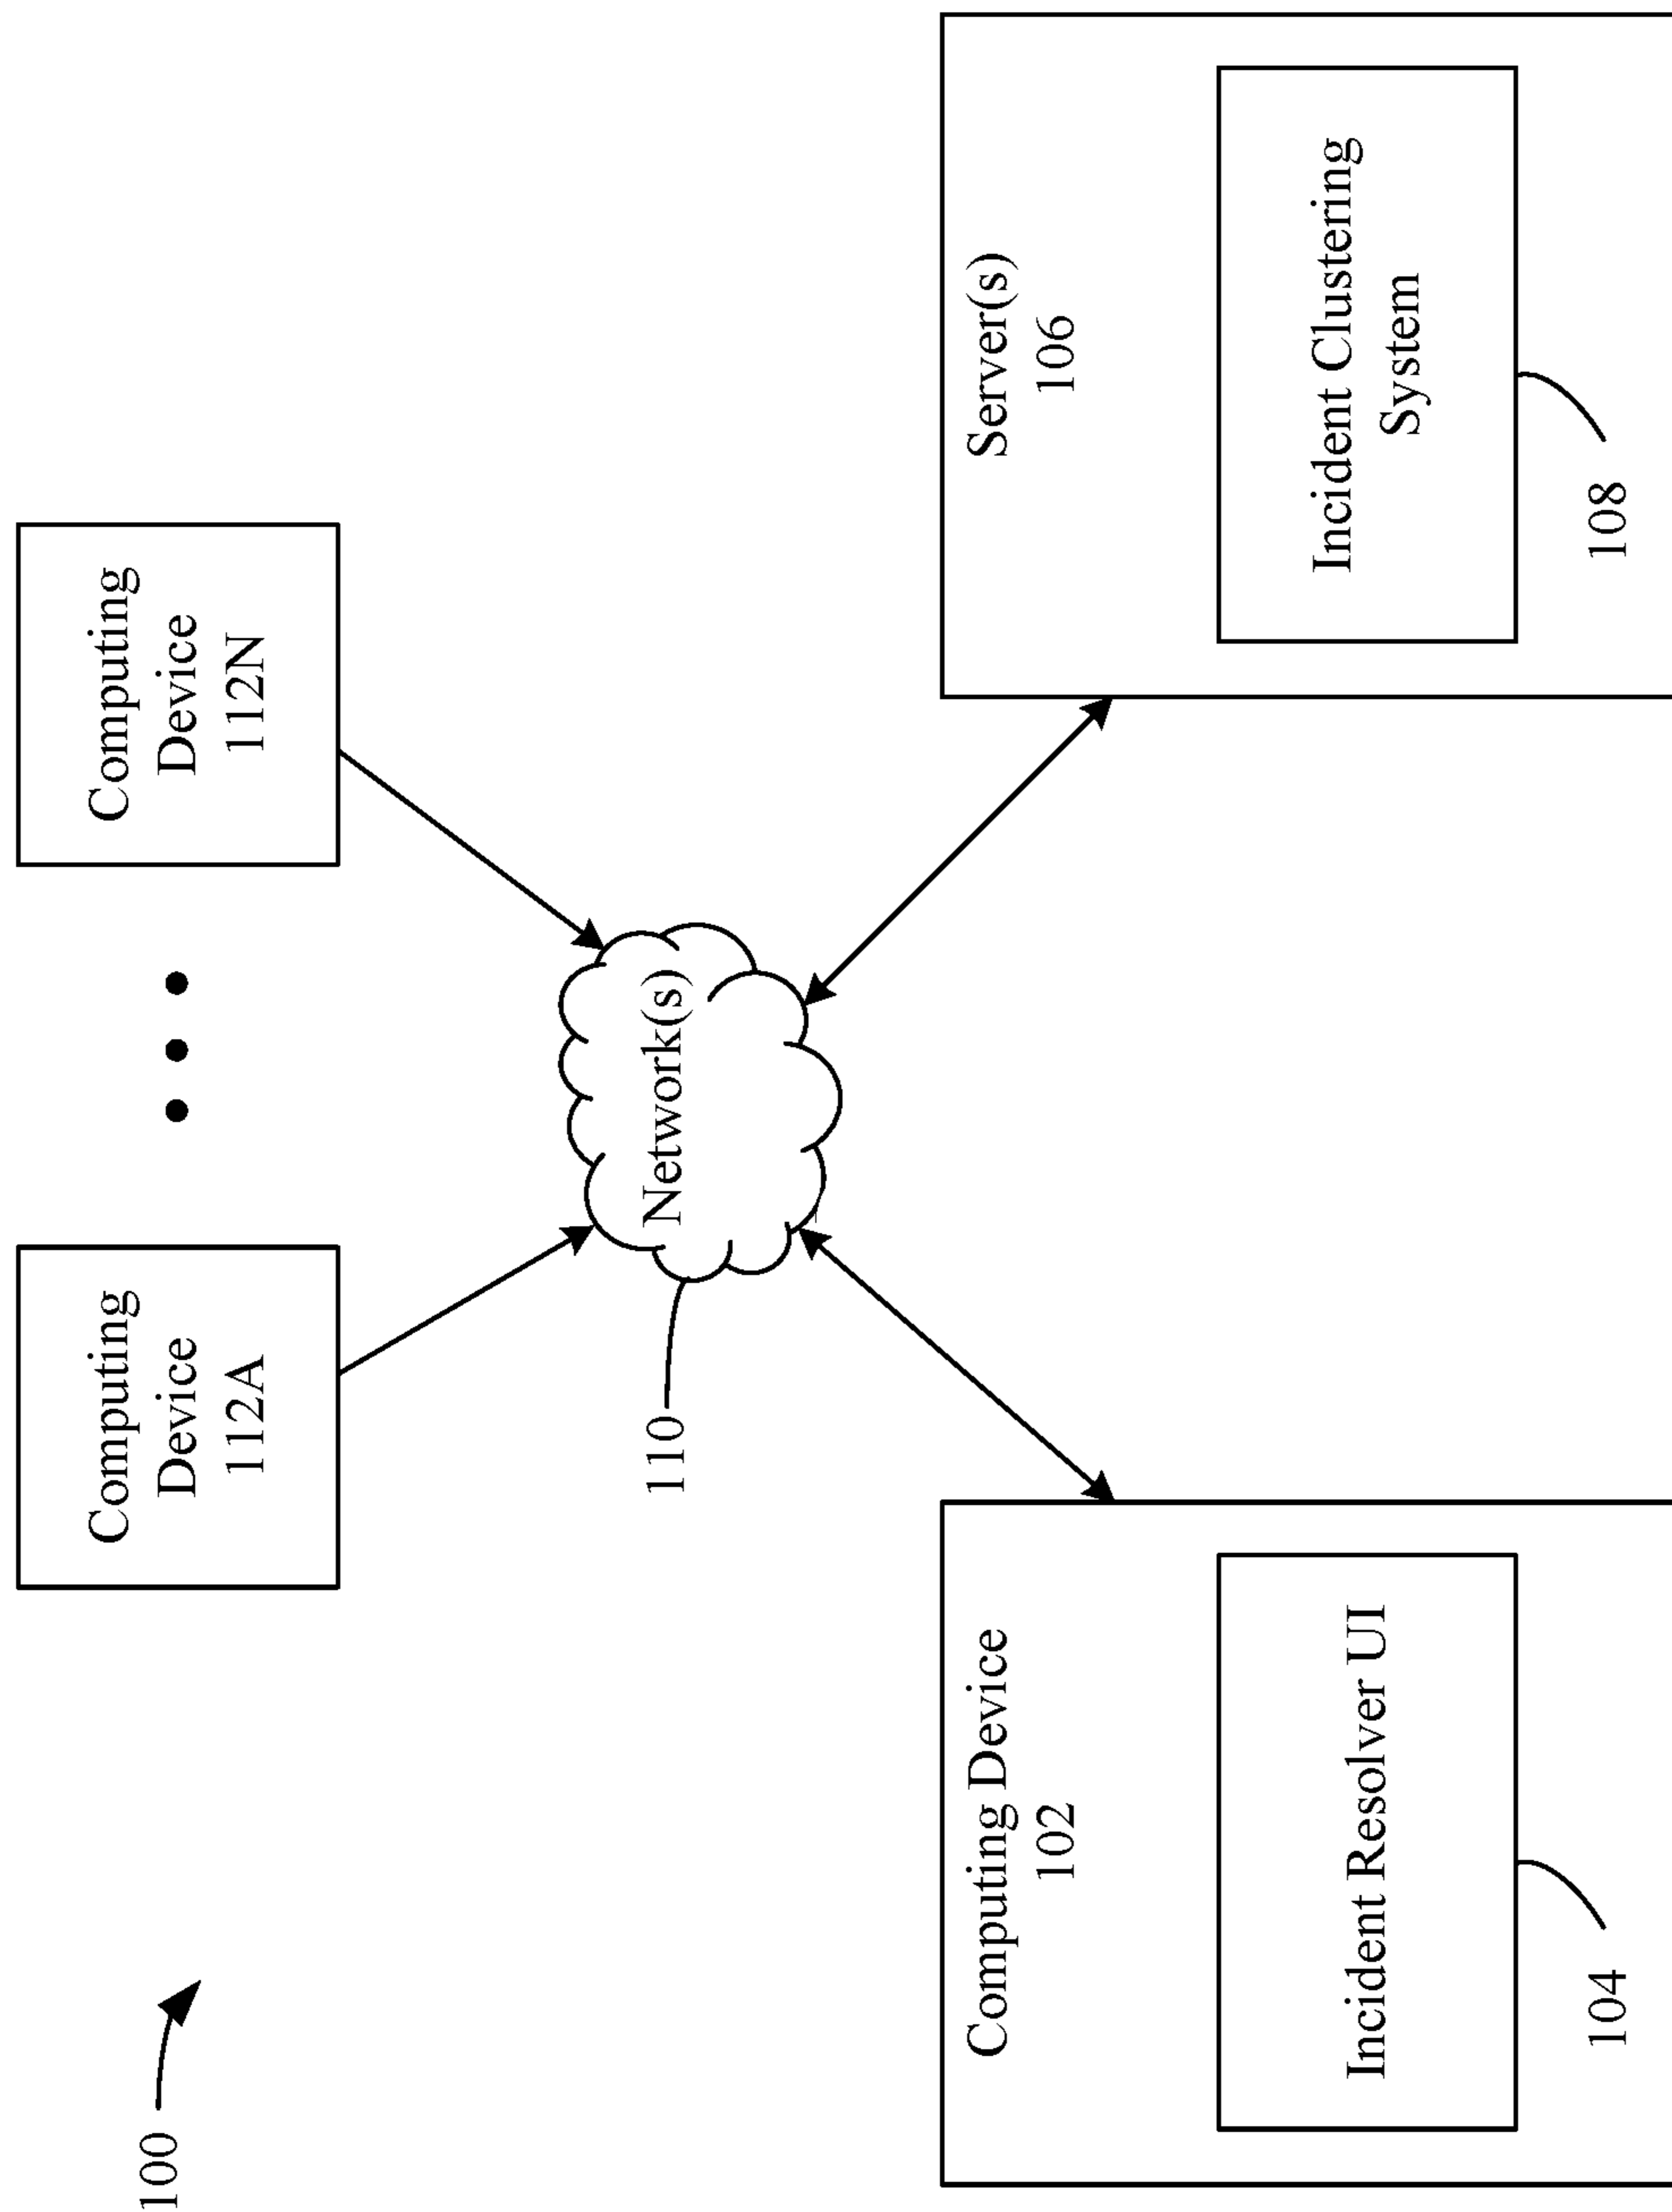 100
Computing
Device
112A
Computing
Device
112N
110
Network(s)
Computing Device
102
Incident Resolver UI
104
Server(s)
106
Incident Clustering
System
108